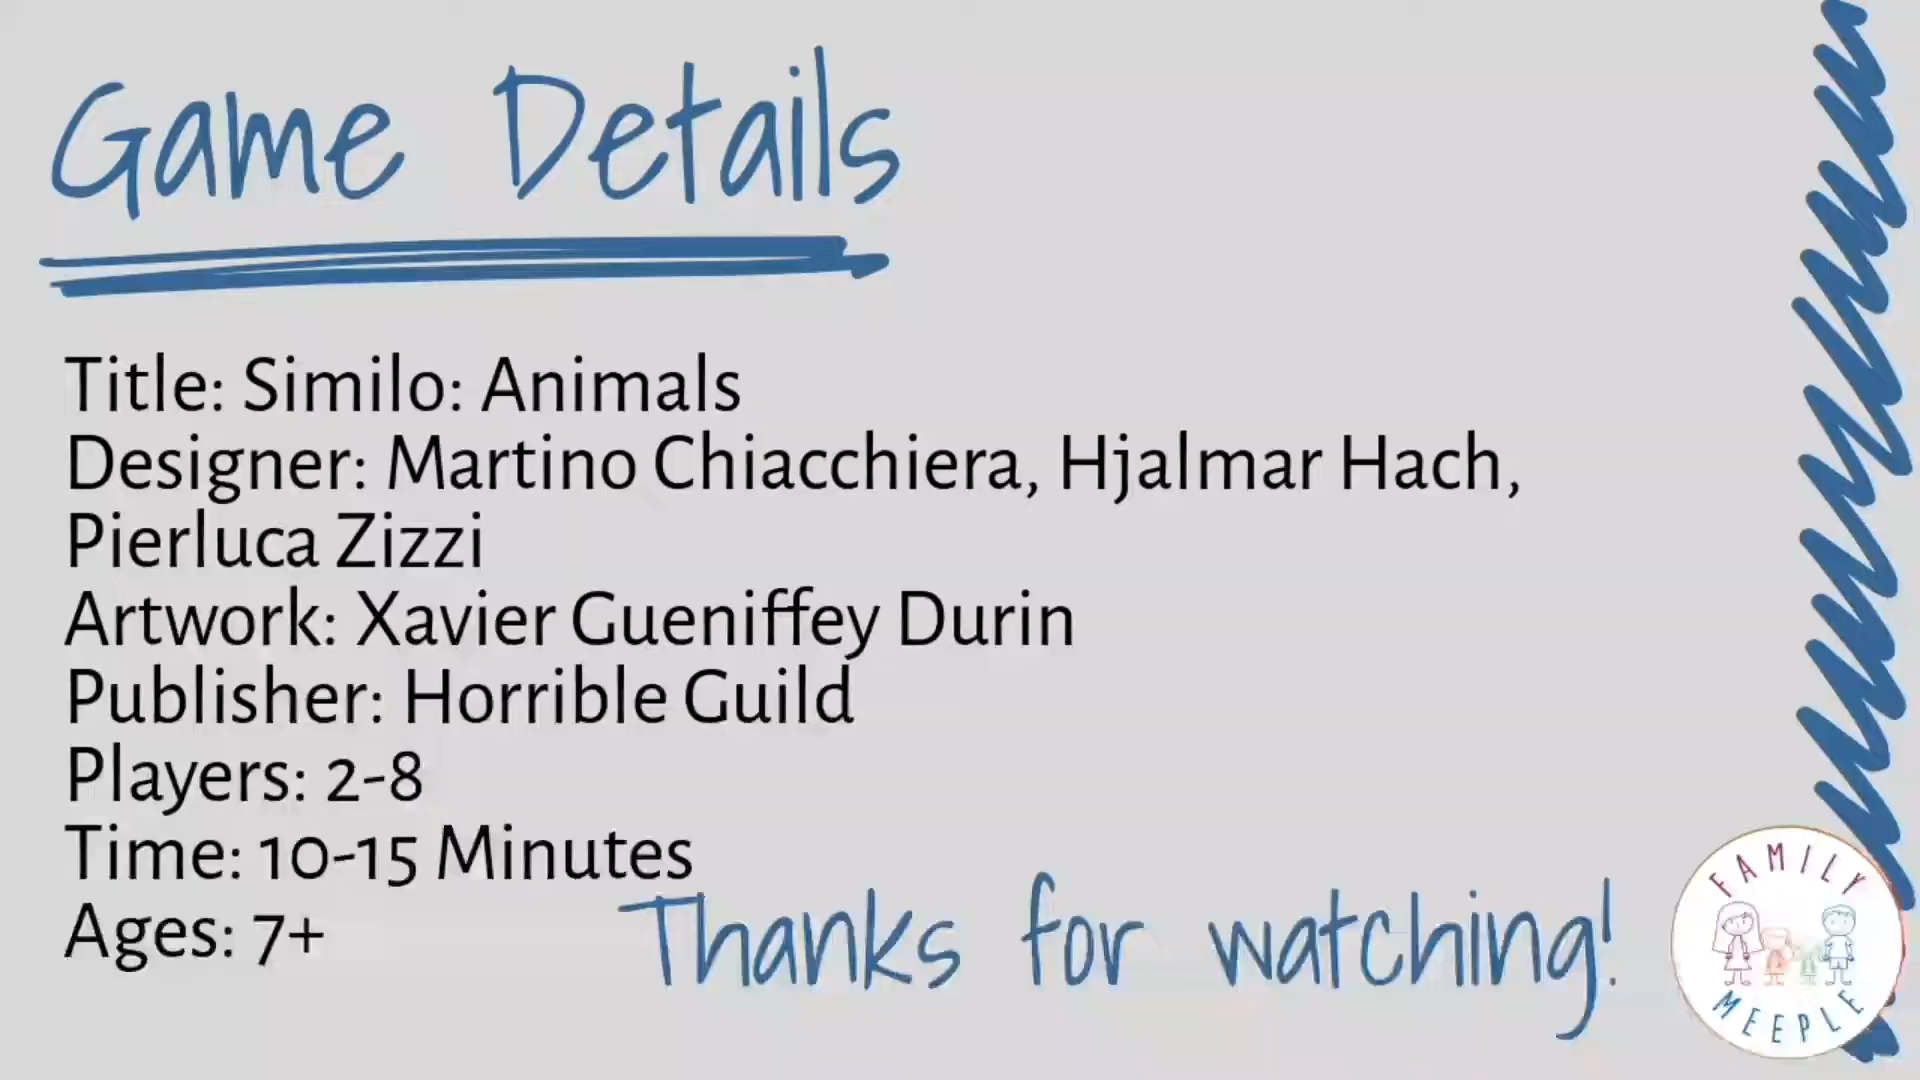 Game Details
Title: Similo: Animals
Designer: Martino Chiacchiera, Hjalmar Hach,
Pierluca Zizzi
Artwork: Xavier Gueniffey Durin
Publisher: Horrible Guild
Players: 2-8
Time: 10-15 Minutes
Ages: 7+
Thanks for watching!
FAMILY
MEEPLE